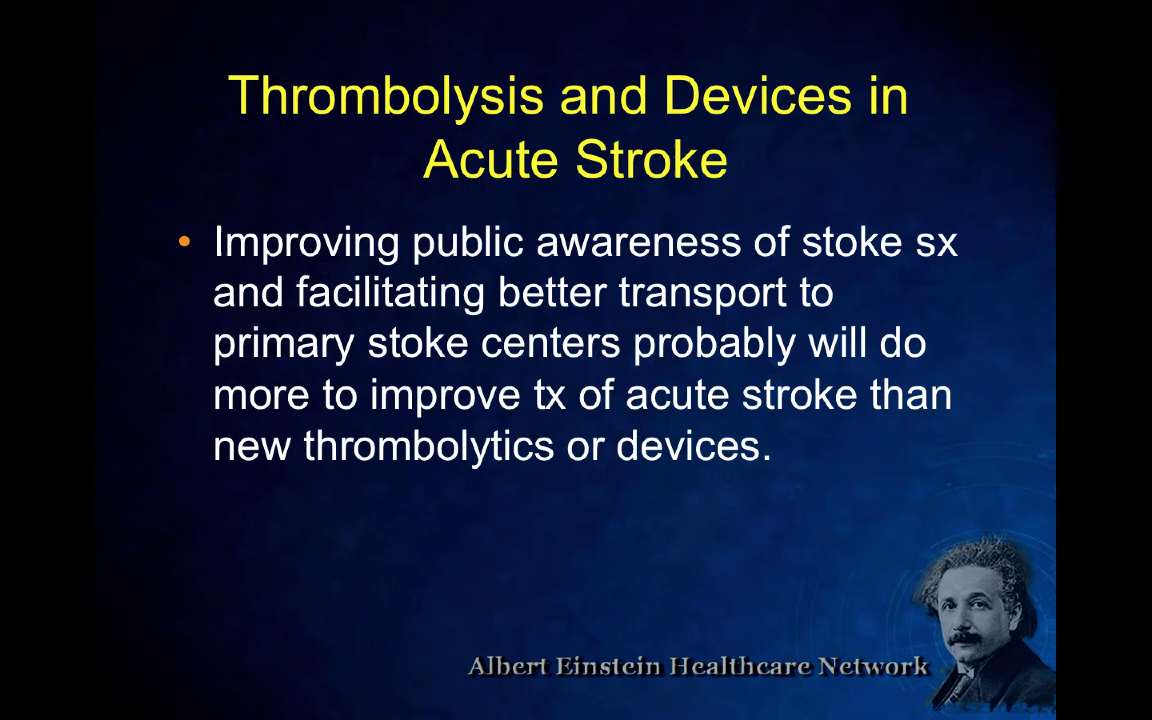 Thrombolysis and Devices in
Acute Stroke
• Improving public awareness of stoke sx
and facilitating better transport to
primary stoke centers probably will do
more to improve tx of acute stroke than
new thrombolytics or devices.
Albert Einstein Healthcare Network